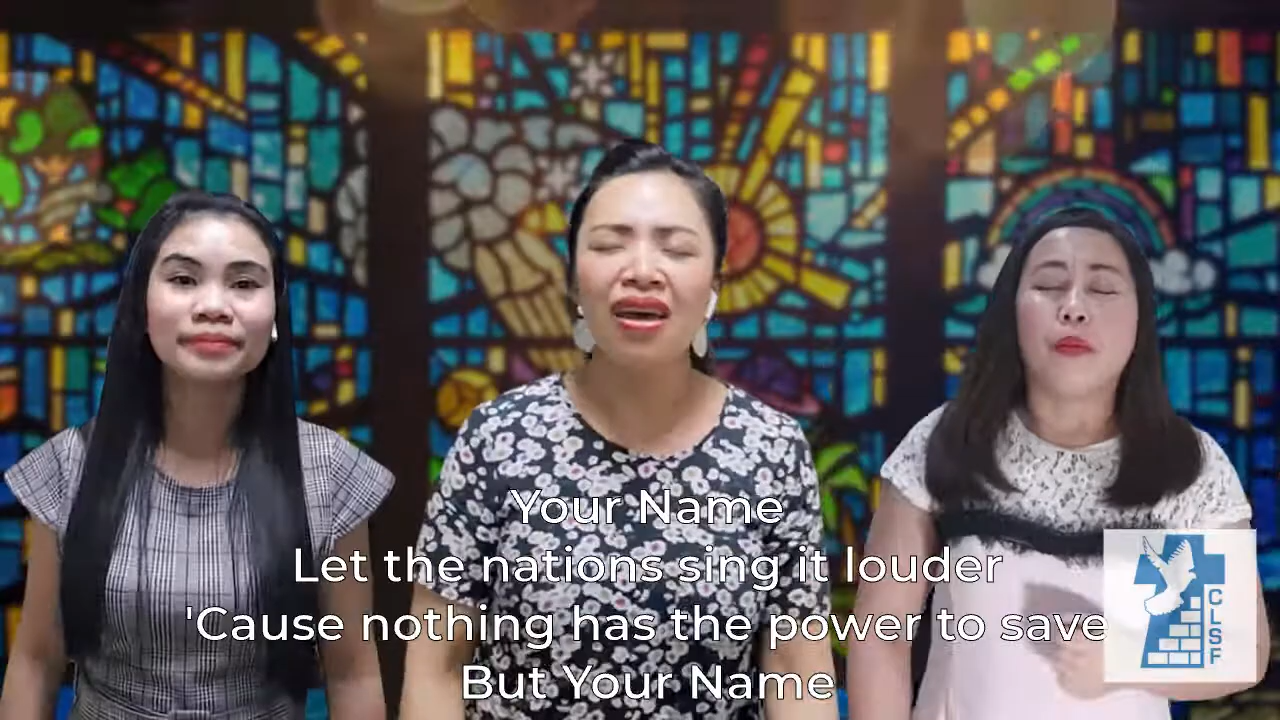 Your Name
Let the nations sing it louder
'Cause nothing has the power to save
But Your Name
CLSF